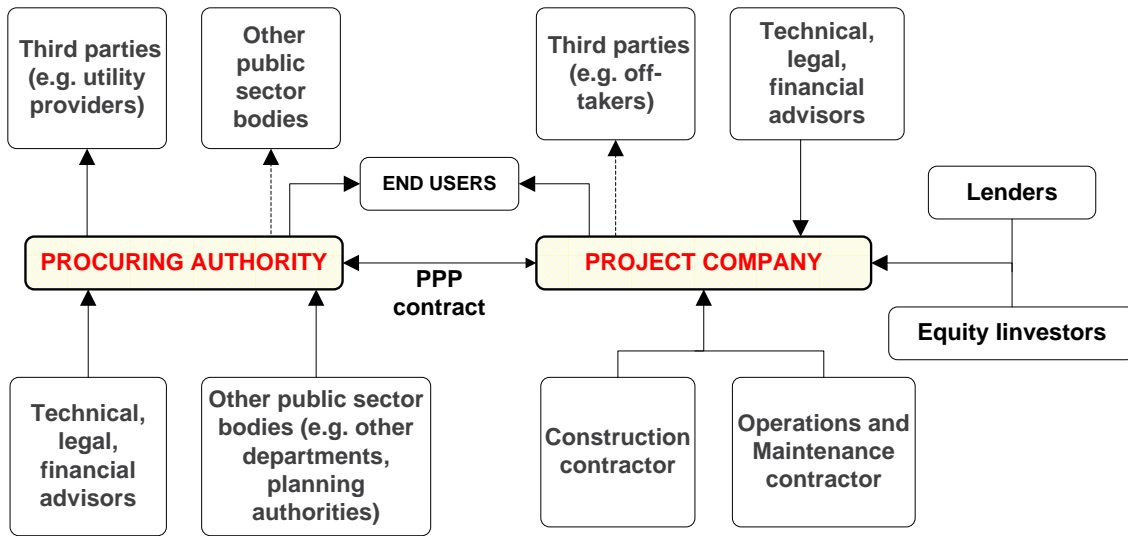 Third parties
(e.g. utility
providers)
Other
public
sector
bodies
Third parties
(e.g. off-
takers)
Technical,
legal,
financial
advisors
END USERS
Lenders
PROCURING AUTHORITY
PPP
contract
PROJECT COMPANY
Equity Iinvestors
Technical,
legal,
financial
advisors
Other public sector
bodies (e.g. other
departments,
planning
authorities)
Construction
contractor
Operations and
Maintenance
contractor